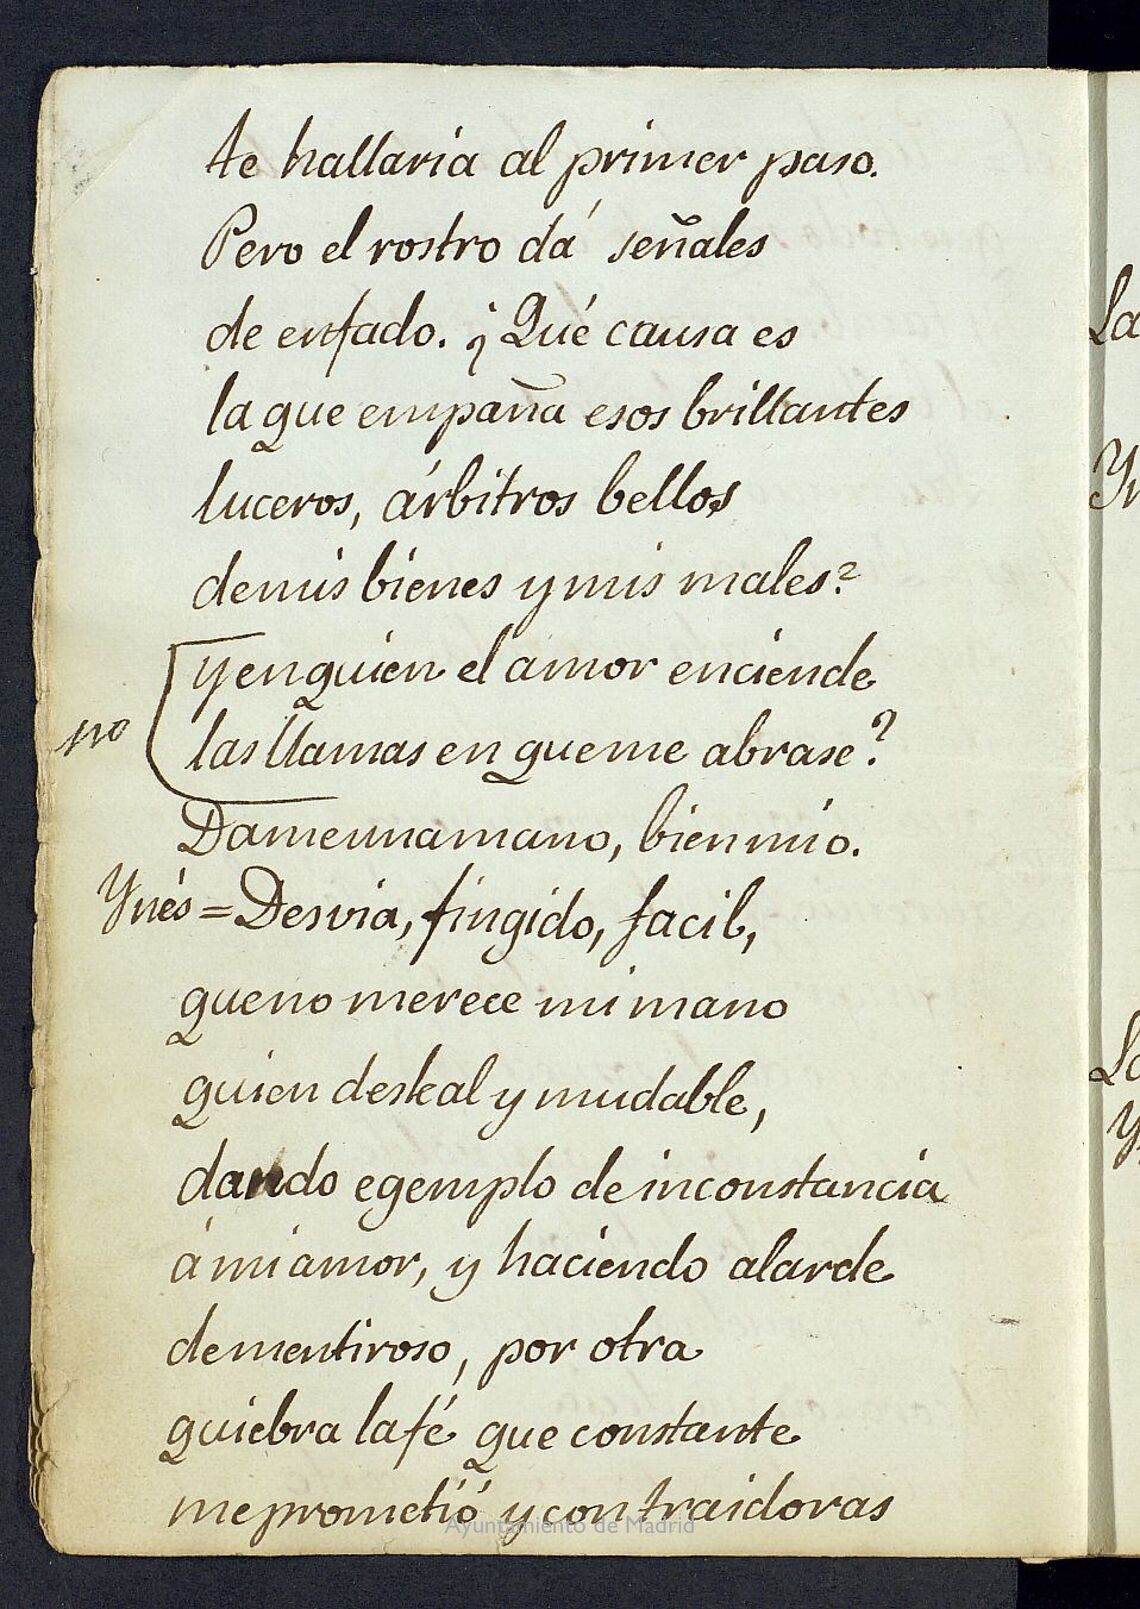 te hallaria al primer paso.
Pero el rostro dá señales
de enfado. ¿Qué causa es
la que empaña esos brillantes
luceros, árbitros bellos
de mis bienes y mis males?
Y en quien el amor enciende
no
las llamas en que me abrase?
Dame una mano, bien mio.
Ynés = Desvia, fingido, facil,
que no merece mi mano
quien desleal y mudable,
dando egemplo de inconstancia
á mi amor, y haciendo alarde
de mentiroso, por otra
quiebra la fé que constante
me prometió y con traidoras
Ayuntamiento de Madrid
La
Yn
La
Y